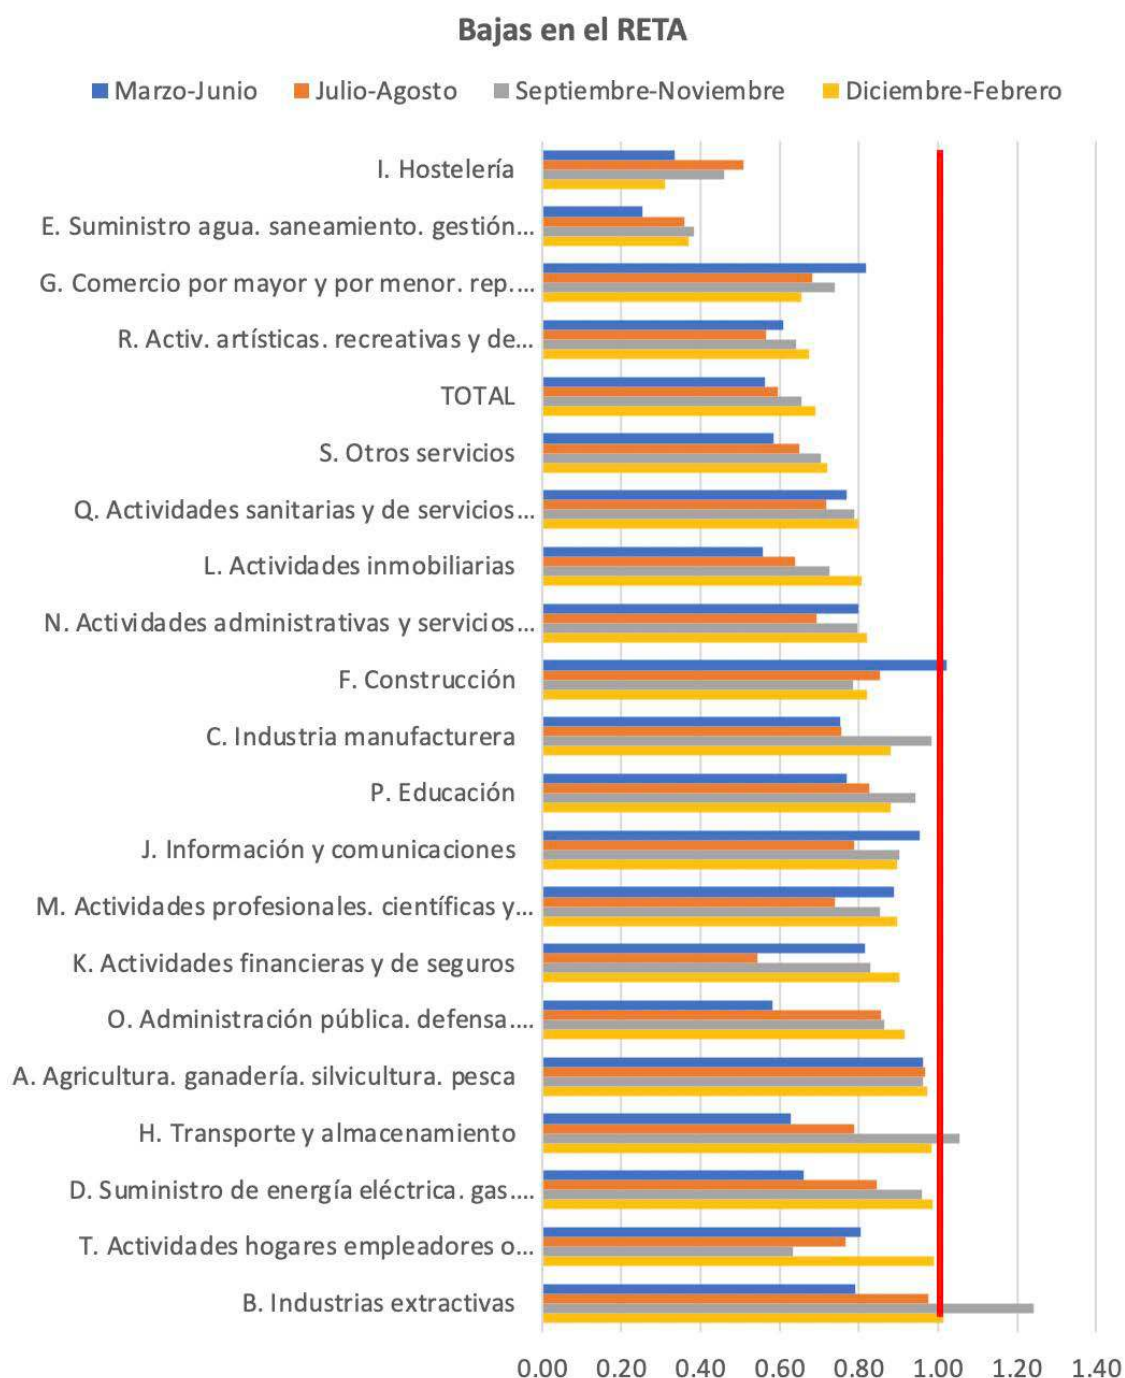 Bajas en el RETA
Marzo-Junio Julio-Agosto Septiembre-Noviembre Diciembre-Febrero
I. Hostelería
E. Suministro agua. saneamiento. gestión...
G. Comercio por mayor y por menor. rep....
R. Activ. artísticas. recreativas y de...
TOTAL
S. Otros servicios
Q. Actividades sanitarias y de servicios...
L. Actividades inmobiliarias
N. Actividades administrativas y servicios...
F. Construcción
C. Industria manufacturera
P. Educación
J. Información y comunicaciones
M. Actividades profesionales. científicas y...
K. Actividades financieras y de seguros
O. Administración pública. defensa....
A. Agricultura. ganadería. silvicultura. pesca
H. Transporte y almacenamiento
D. Suministro de energía eléctrica. gas....
T. Actividades hogares empleadores o...
B. Industrias extractivas
0.00 0.20 0.40 0.60 0.80 1.00 1.20 1.40